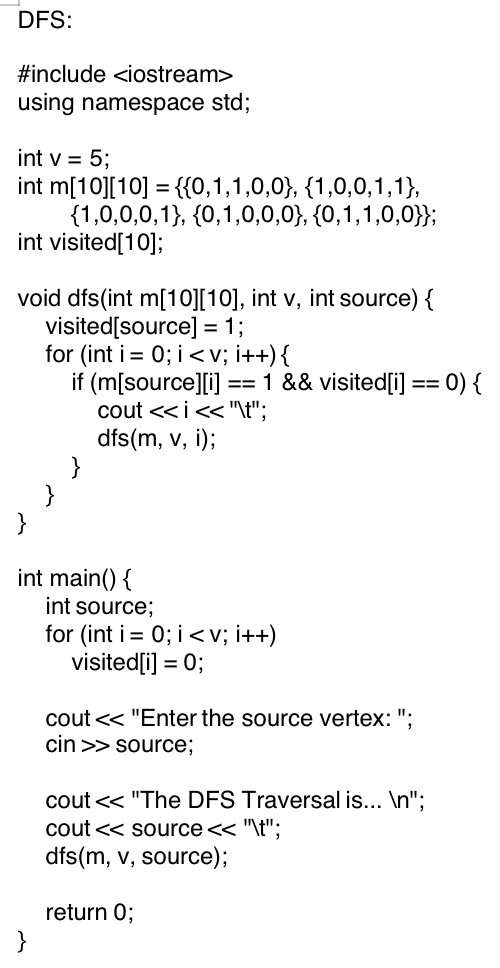 DFS:
#include <iostream>
using namespace std;
int v = 5;
int m[10][10] = {{0,1,1,0,0}, {1,0,0,1,1},
{1,0,0,0,1}, {0,1,0,0,0}, {0,1,1,0,0}};
int visited[10];
void dfs(int m[10][10], int v, int source) {
visited[source] = 1;
for (int i = 0; i < v; i++) {
if (m[source][i] == 1 && visited[i] == 0) {
cout << i << "\t";
dfs(m, v, i);
}
}
}
int main() {
int source;
for (int i = 0; i < v; i++)
visited[i] = 0;
cout << "Enter the source vertex: ";
cin >> source;
cout << "The DFS Traversal is... \n";
cout << source << "\t";
dfs(m, v, source);
return 0;
}